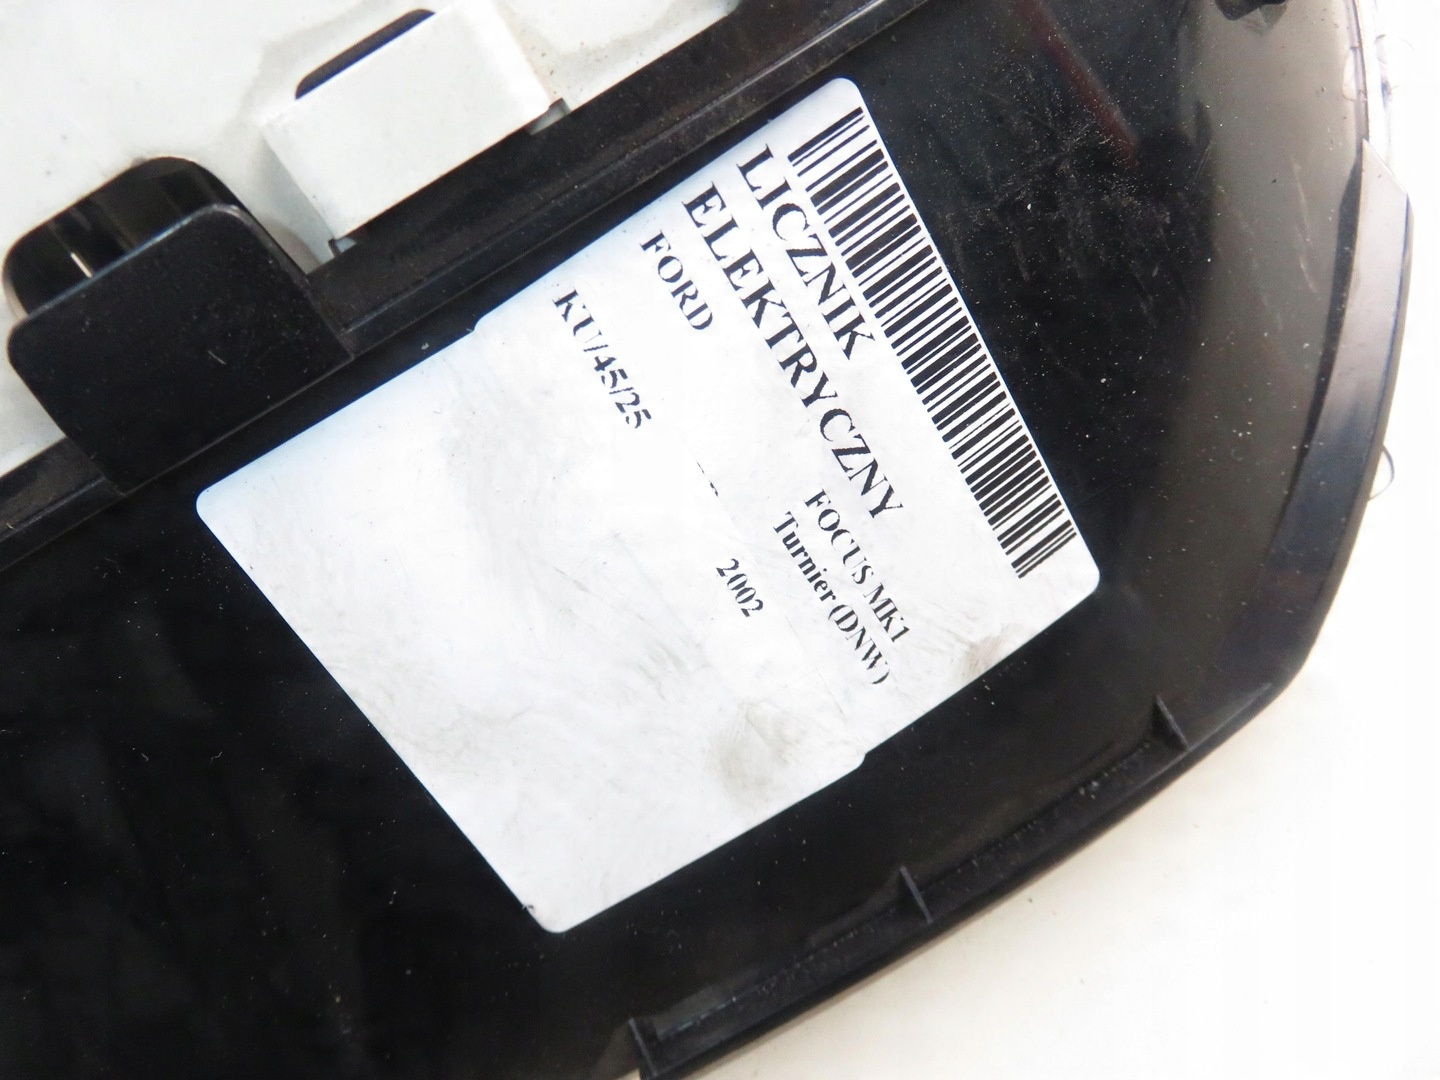 LICZNIK
ELEKTRYCZNY
FORD FOCUS MK1
Turnier (DNW)
2002
KU/45/25